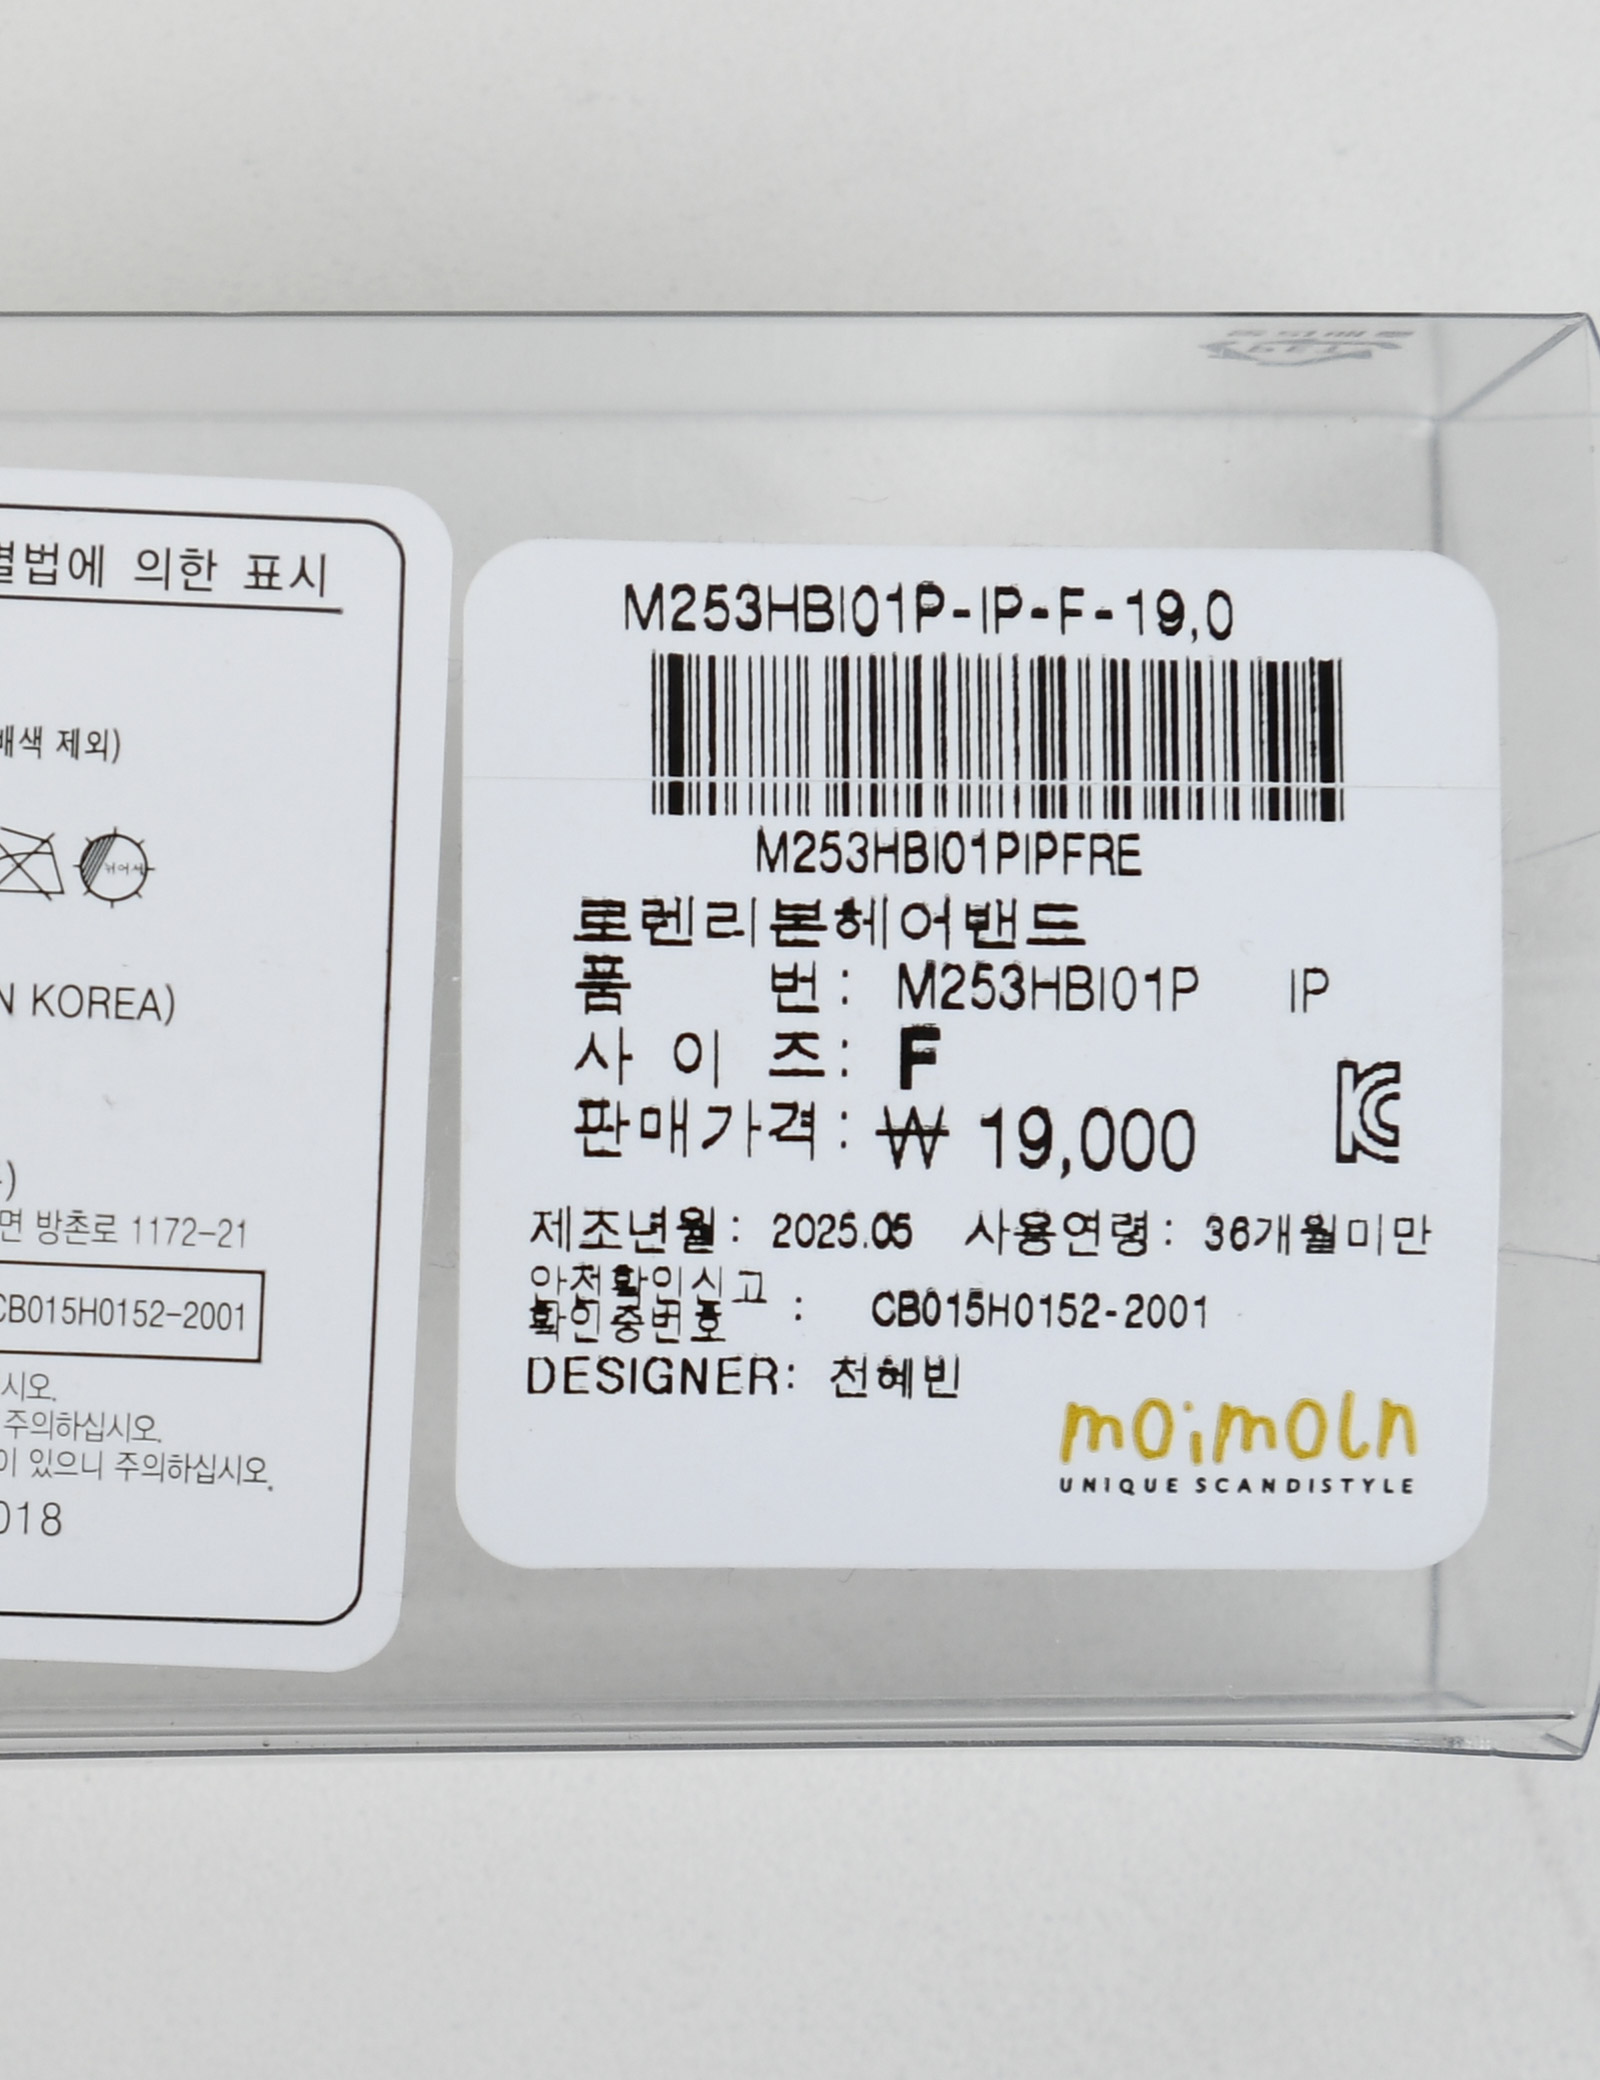 별법에 의한 표시
배색 제외)
뉘어서
N KOREA)
면 방촌로 1172-21
CB015H0152-2001
시오.
주의하십시오.
이 있으니 주의하십시오.
018
M253HBI01P-IP-F-19,0
M253HBI01PIPFRE
로렌리본헤어밴드
품 번: M253HBI01P IP
사 이 즈: F
판매가격: ₩ 19,000
제조년월: 2025.05 사용연령: 36개월미만
안전확인신고
확인증번호 : CB015H0152-2001
DESIGNER: 천혜빈
moimoln
UNIQUE SCANDISTYLE